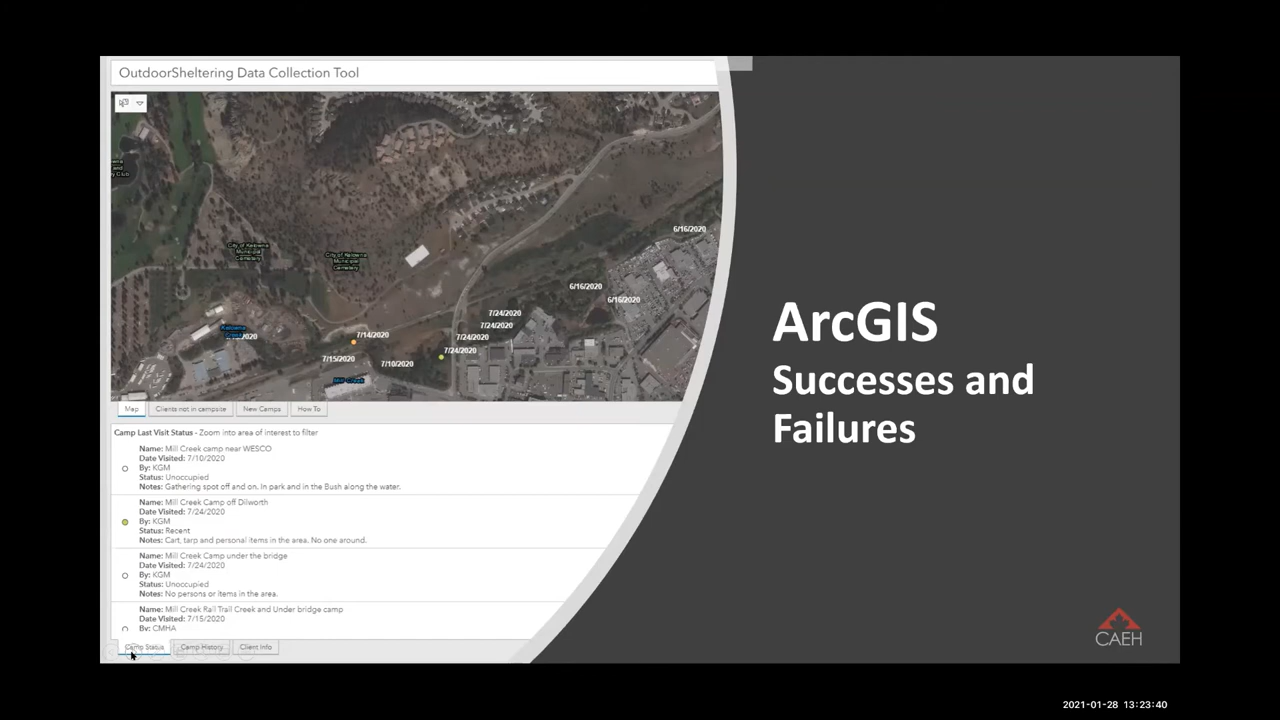 OutdoorSheltering Data Collection Tool
City of Kelowna
Municipal
Cemetery
City of Kelowna
Municipal
Cemetery
6/16/2020
6/16/2020
6/16/2020
7/24/2020
7/24/2020
7/24/2020
7/24/2020
7/14/2020
7/15/2020
7/10/2020
Kelowna
Mill Creek
Map
Clients not in campsite
New Camps
How To
Camp Last Visit Status - Zoom into area of interest to filter
Name: Mill Creek camp near WESCO
Date Visited: 7/10/2020
By: KGM
Status: Unoccupied
Notes: Gathering spot off and on. In park and in the Bush along the water.
Name: Mill Creek Camp off Dilworth
Date Visited: 7/24/2020
By: KGM
Status: Recent
Notes: Cart, tarp and personal items in the area. No one around.
Name: Mill Creek Camp under the bridge
Date Visited: 7/24/2020
By: KGM
Status: Unoccupied
Notes: No persons or items in the area.
Name: Mill Creek Rail Trail Creek and Under bridge camp
Date Visited: 7/15/2020
By: CMHA
Camp Status
Camp History
Client Info
ArcGIS
Successes and
Failures
CAEH
2021-01-28 13:23:40